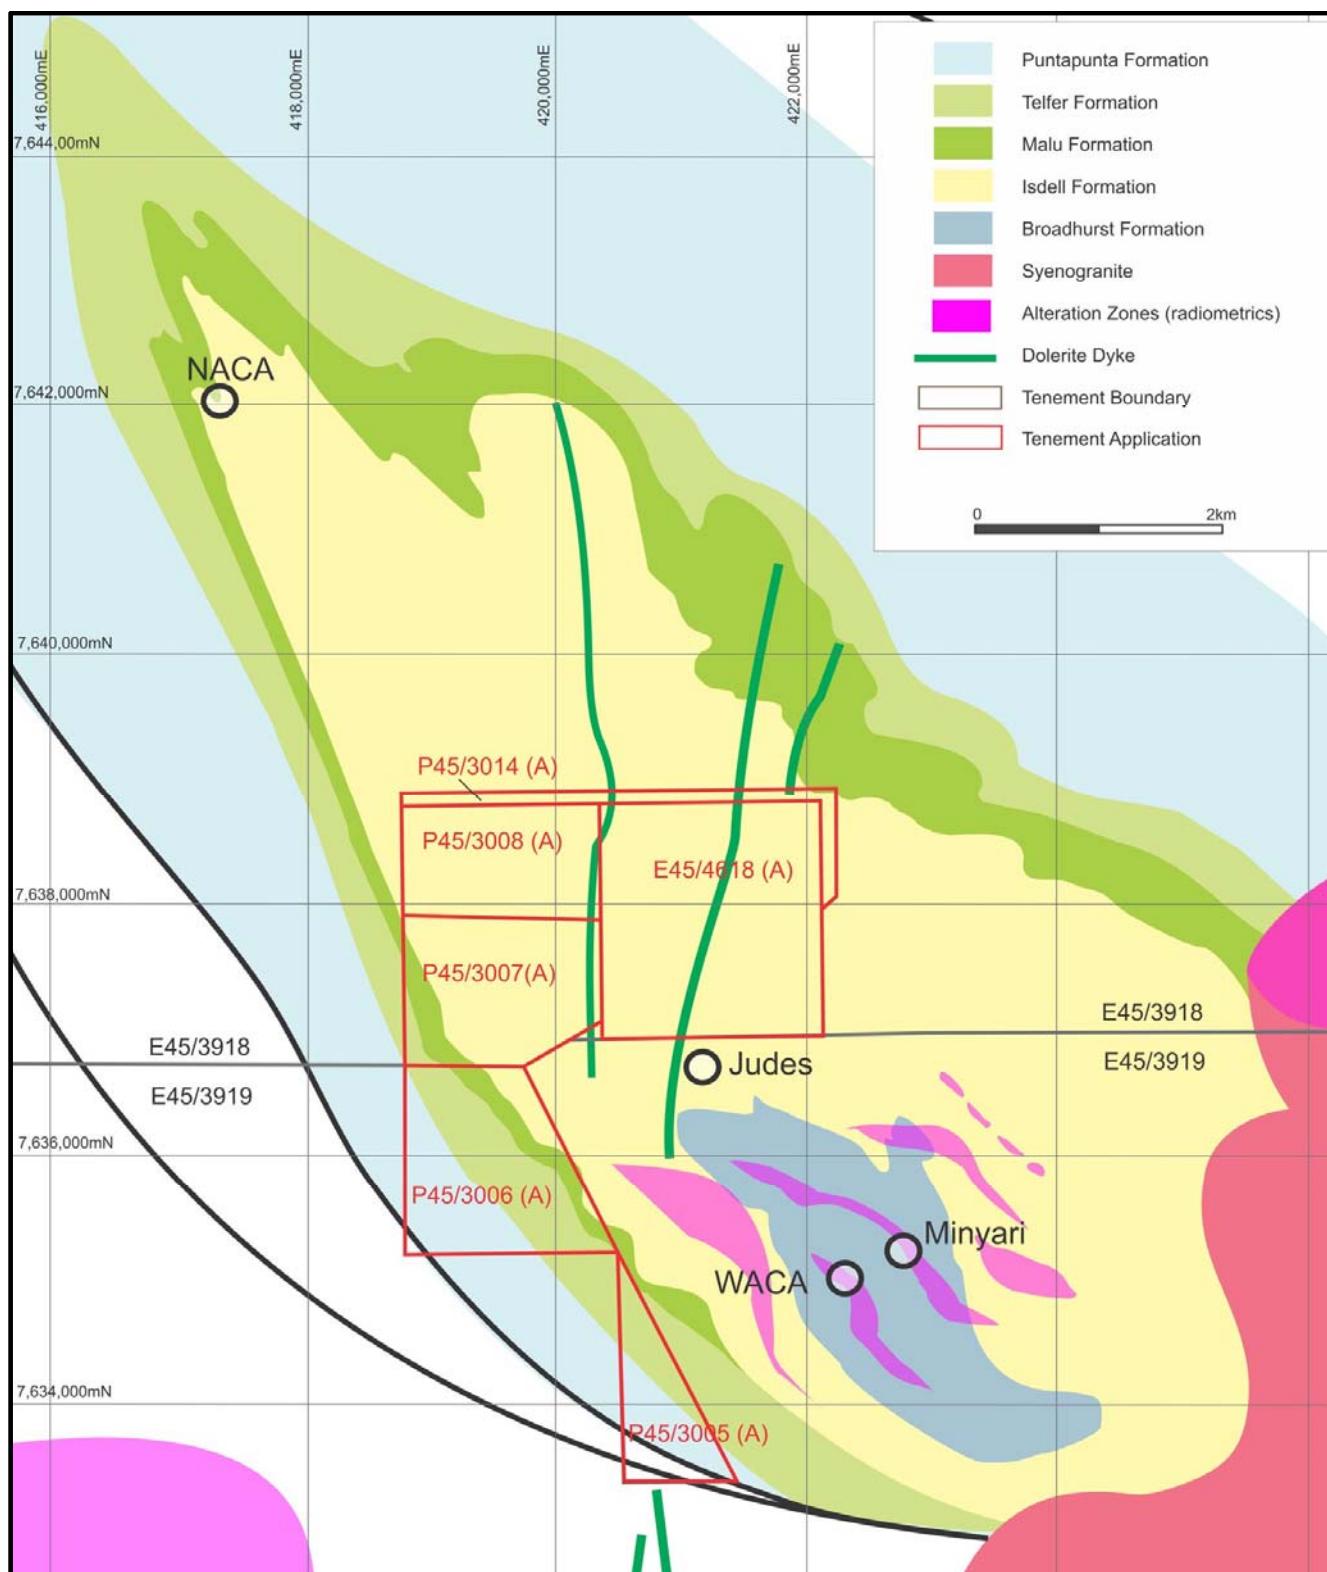 416,000mE
418,000mE
420,000mE
422,000mE
Puntapunta Formation
Telfer Formation
Malu Formation
Isdell Formation
Broadhurst Formation
Syenogranite
Alteration Zones (radiometrics)
Dolerite Dyke
Tenement Boundary
Tenement Application
0 2km
7,644,00mN
NACA
7,642,000mN
7,640,000mN
P45/3014 (A)
P45/3008 (A)
E45/4618 (A)
7,638,000mN
P45/3007(A)
E45/3918
E45/3918
E45/3919
E45/3919
Judes
7,636,000mN
P45/3006 (A)
Minyari
WACA
7,634,000mN
P45/3005 (A)